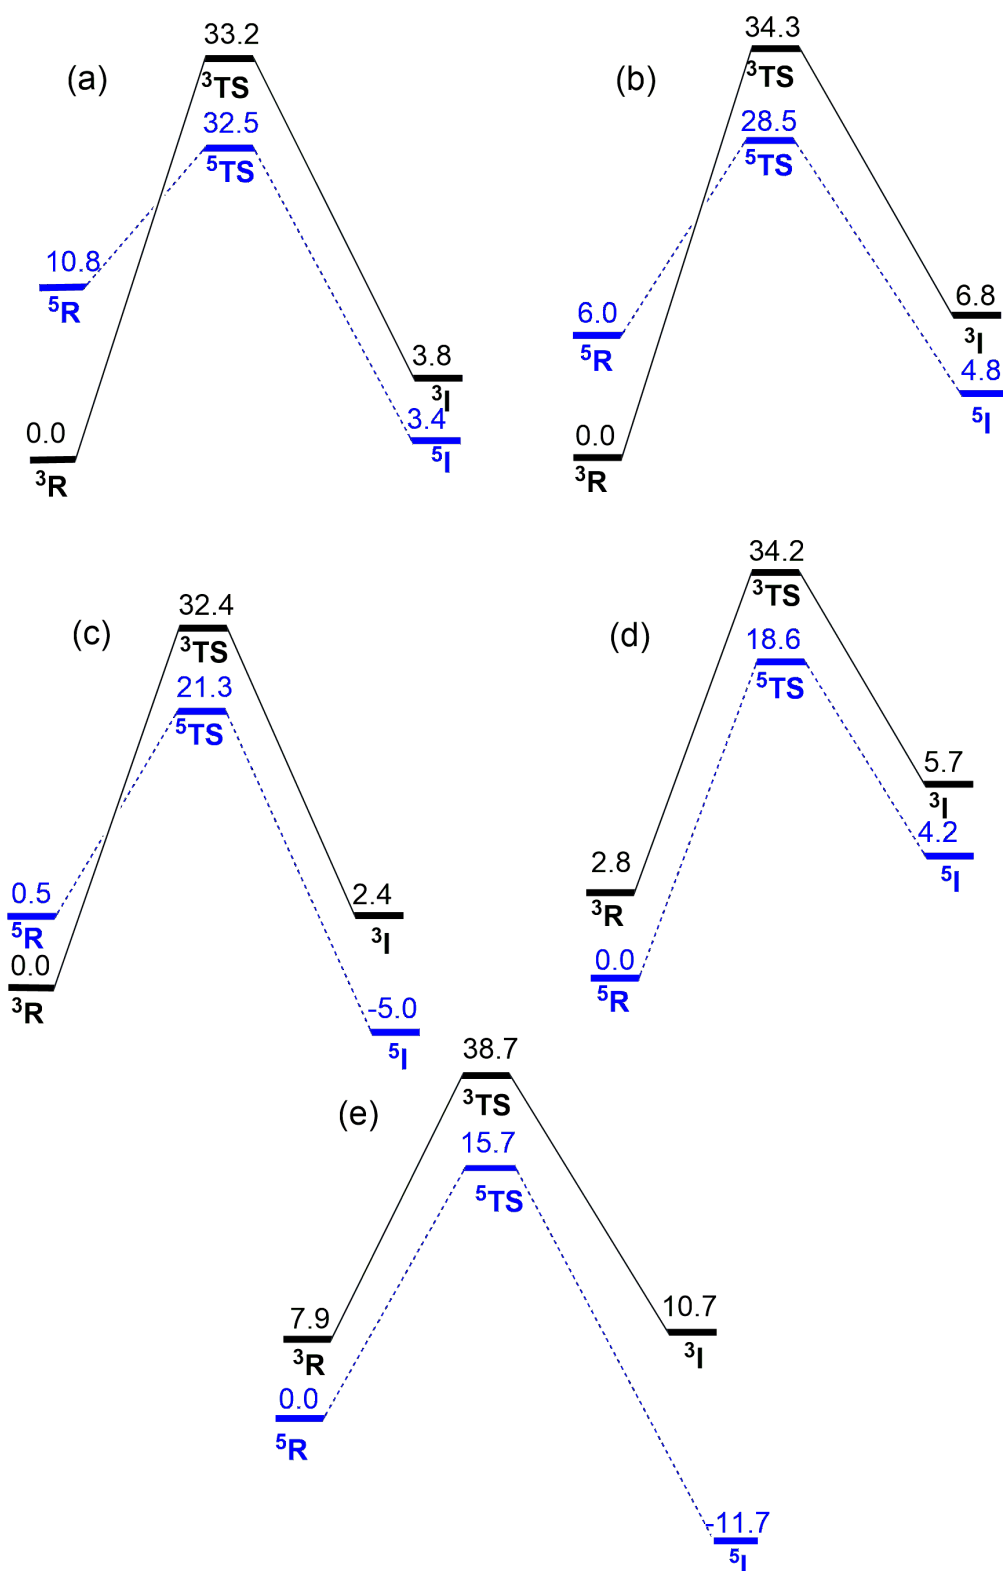 (a)
33.2
³TS
32.5
⁵TS
10.8
⁵R
0.0
³R
3.8
³I
3.4
⁵I
(b)
34.3
³TS
28.5
⁵TS
6.0
⁵R
0.0
³R
6.8
³I
4.8
⁵I
(c)
32.4
³TS
21.3
⁵TS
0.5
⁵R
0.0
³R
2.4
³I
-5.0
⁵I
(d)
34.2
³TS
18.6
⁵TS
2.8
³R
0.0
⁵R
5.7
³I
4.2
⁵I
(e)
38.7
³TS
15.7
⁵TS
7.9
³R
0.0
⁵R
10.7
³I
-11.7
⁵I